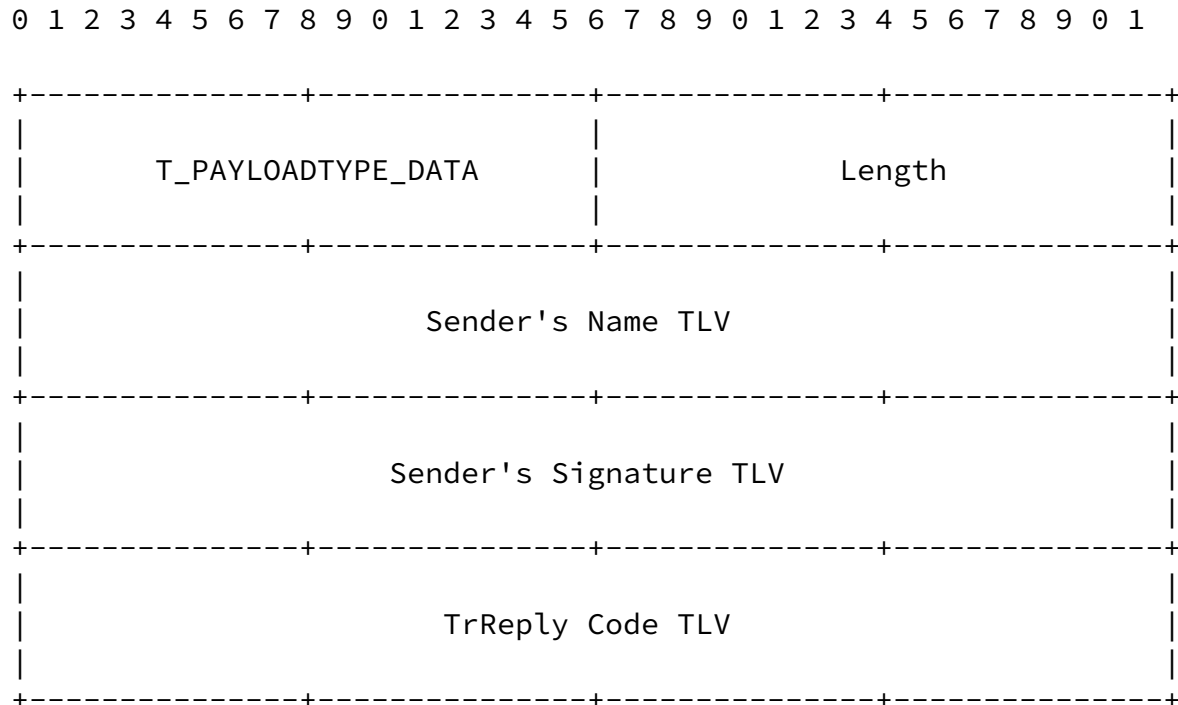 0 1 2 3 4 5 6 7 8 9 0 1 2 3 4 5 6 7 8 9 0 1 2 3 4 5 6 7 8 9 0 1
T_PAYLOADTYPE_DATA Length
Sender's Name TLV
Sender's Signature TLV
TrReply Code TLV